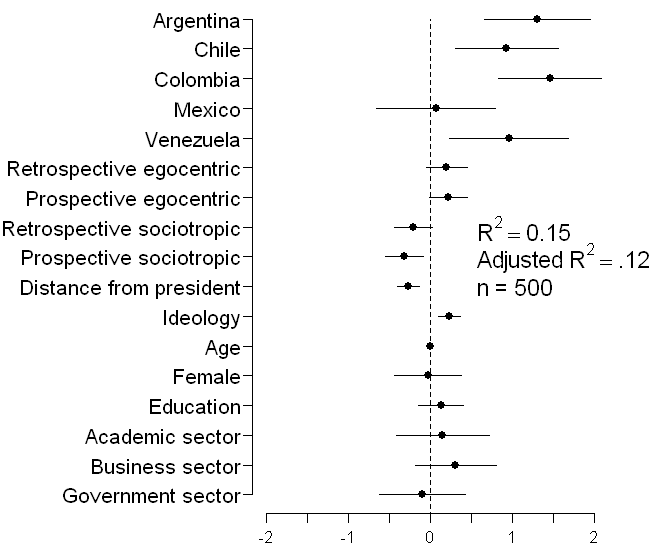 Argentina
Chile
Colombia
Mexico
Venezuela
Retrospective egocentric
Prospective egocentric
Retrospective sociotropic
Prospective sociotropic
Distance from president
Ideology
Age
Female
Education
Academic sector
Business sector
Government sector
R² = 0.15
Adjusted R² = .12
n = 500
-2 -1 0 1 2